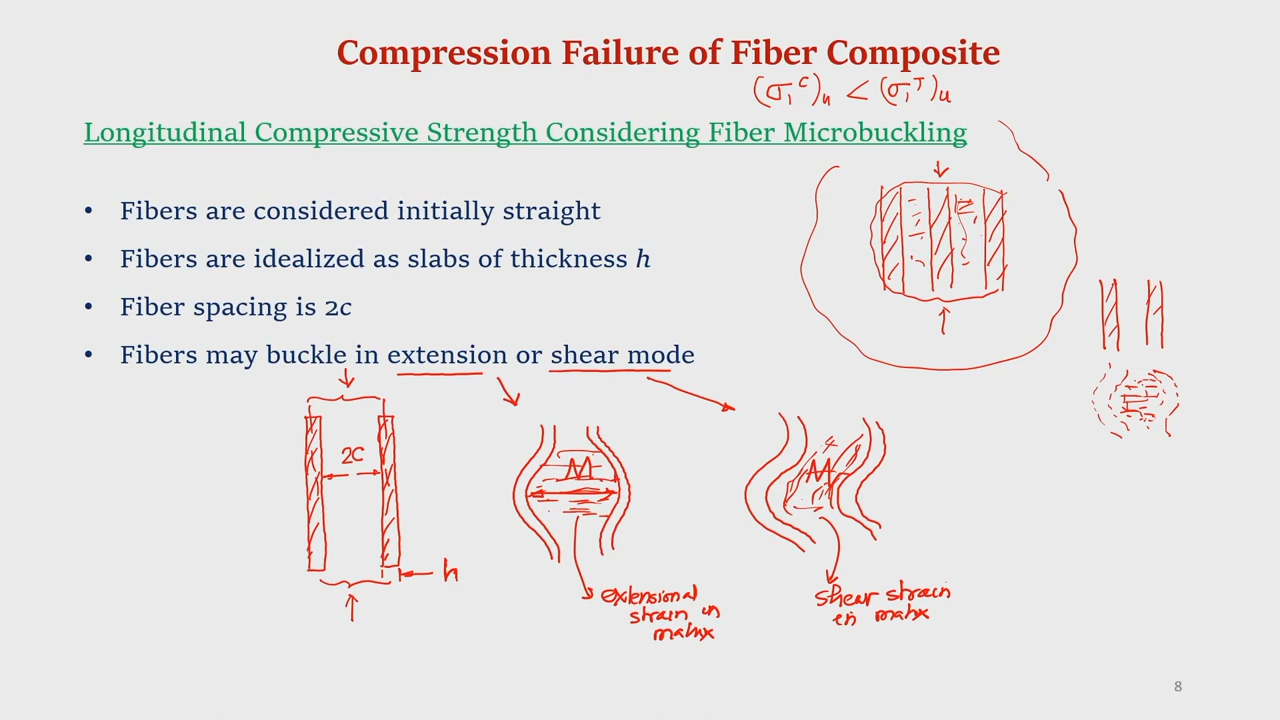 Compression Failure of Fiber Composite
(σ₁ᶜ)ᵤ < (σ₁ᵀ)ᵤ
Longitudinal Compressive Strength Considering Fiber Microbuckling
• Fibers are considered initially straight
• Fibers are idealized as slabs of thickness h
• Fiber spacing is 2c
• Fibers may buckle in extension or shear mode
2C
M
M
h
extensional
strain in
matrix
shear strain
in matrix
8